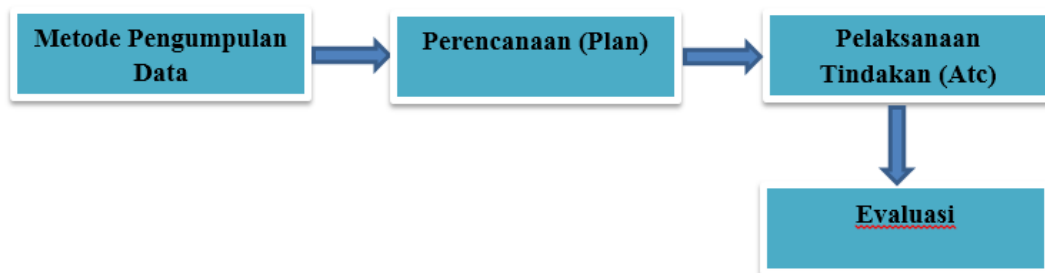 Metode Pengumpulan
Data
Perencanaan (Plan)
Pelaksanaan
Tindakan (Atc)
Evaluasi